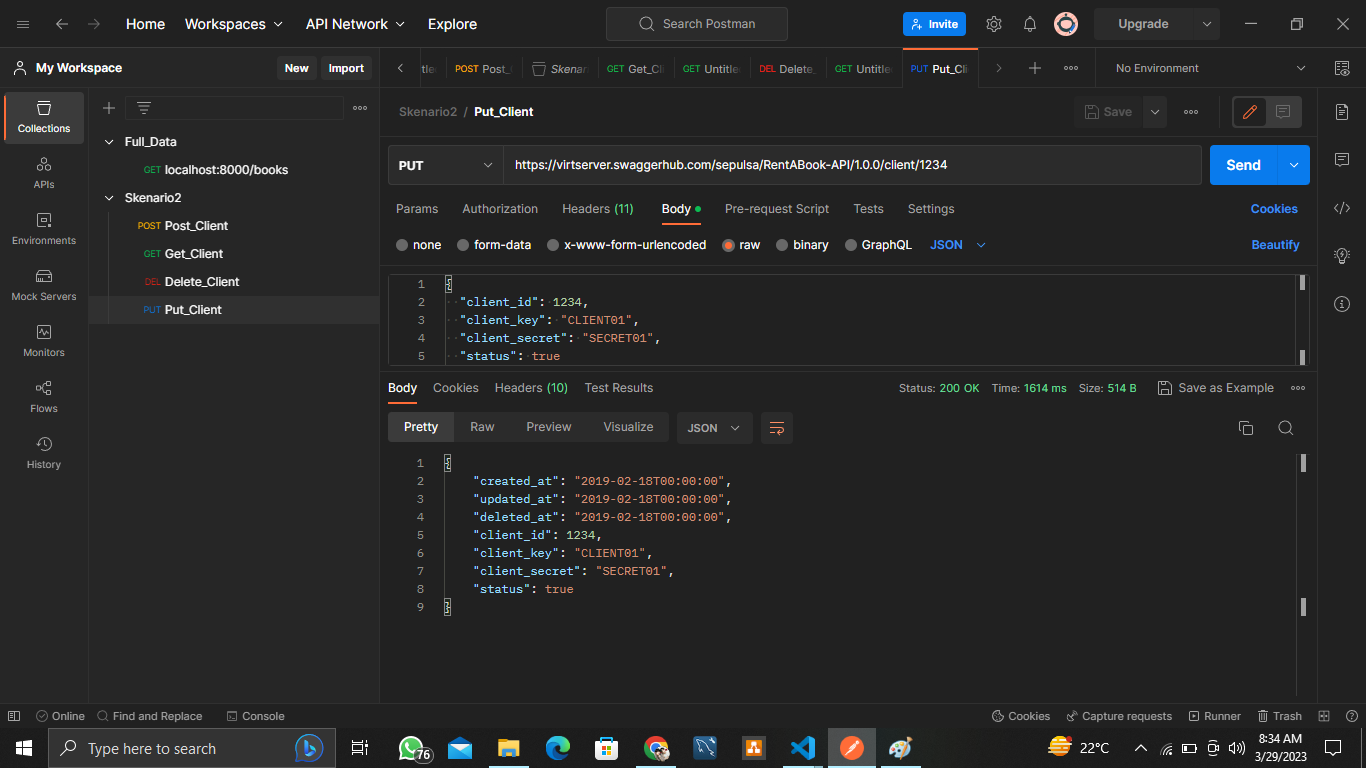 Home Workspaces API Network Explore Search Postman Invite Upgrade
My Workspace New Import
POST Post_ Skenar GET Get_Cl GET Untitle DEL Delete_ GET Untitle PUT Put_Cli No Environment
Collections
APIs
Environments
Mock Servers
Monitors
Flows
History
Full_Data
GET localhost:8000/books
Skenario2
POST Post_Client
GET Get_Client
DEL Delete_Client
PUT Put_Client
Skenario2 / Put_Client Save
PUT https://virtserver.swaggerhub.com/sepulsa/RentABook-API/1.0.0/client/1234 Send
Params Authorization Headers (11) Body Pre-request Script Tests Settings Cookies
none form-data x-www-form-urlencoded raw binary GraphQL JSON Beautify
1 {
2 "client_id": 1234,
3 "client_key": "CLIENT01",
4 "client_secret": "SECRET01",
5 "status": true
Body Cookies Headers (10) Test Results Status: 200 OK Time: 1614 ms Size: 514 B Save as Example
Pretty Raw Preview Visualize JSON
1 {
2 "created_at": "2019-02-18T00:00:00",
3 "updated_at": "2019-02-18T00:00:00",
4 "deleted_at": "2019-02-18T00:00:00",
5 "client_id": 1234,
6 "client_key": "CLIENT01",
7 "client_secret": "SECRET01",
8 "status": true
9 }
Online Find and Replace Console Cookies Capture requests Runner Trash
Type here to search 76 22°C 8:34 AM
3/29/2023